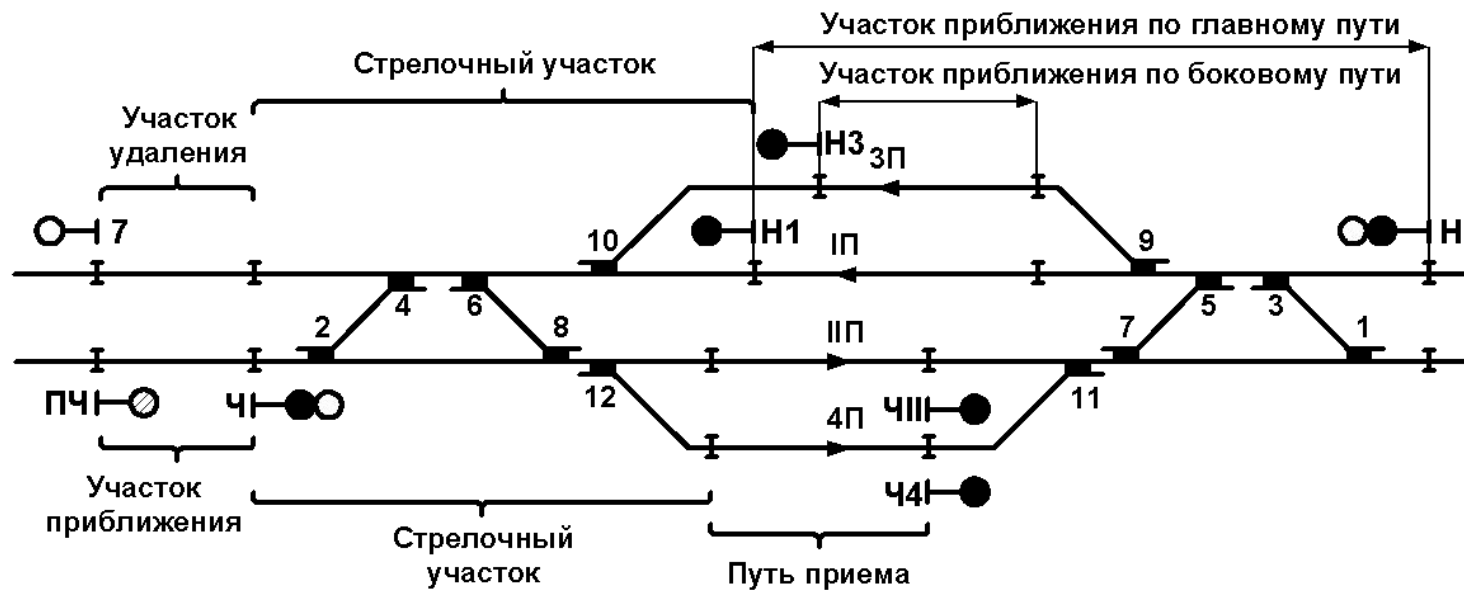 Участок приближения по главному пути
Стрелочный участок
Участок приближения по боковому пути
Участок
удаления
Н3
3П
7
10
Н1
IП
9
Н
4
6
5
3
2
8
IIП
7
1
ПЧ
Ч
12
4П
ЧIII
11
Участок
приближения
Ч4
Стрелочный
участок
Путь приема